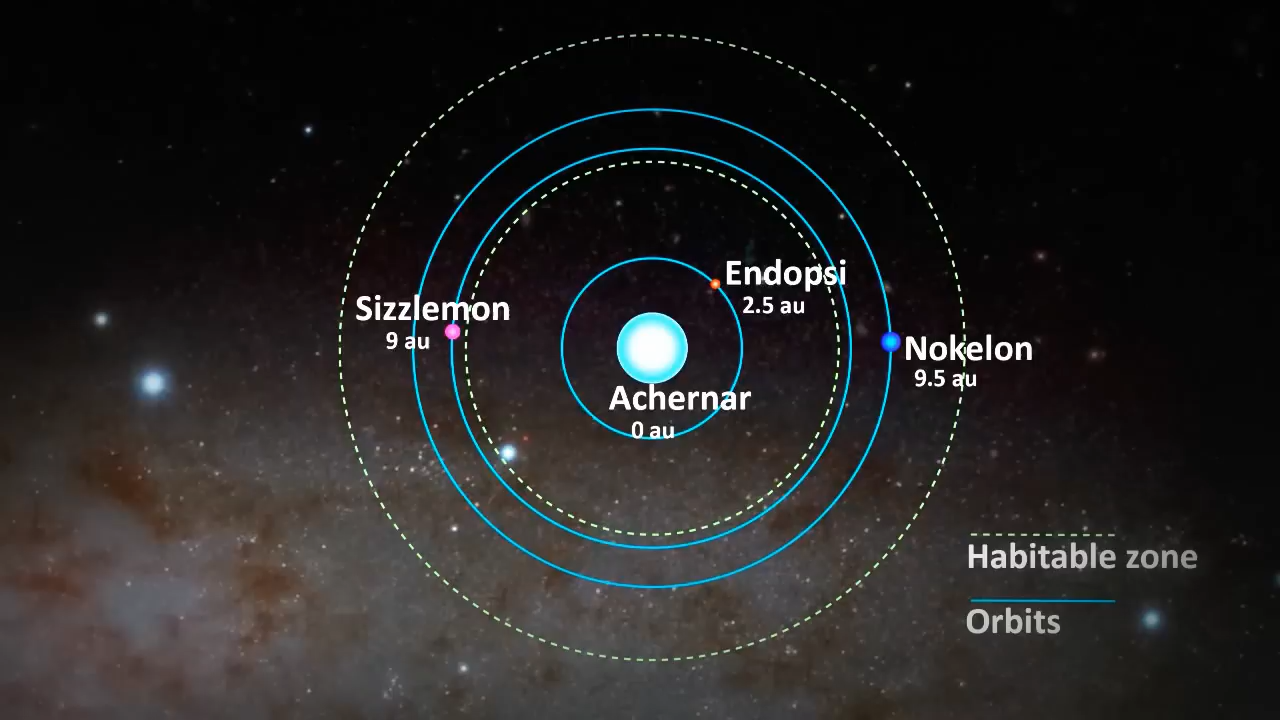 Endopsi
2.5 au
Sizzlemon
9 au
Nokelon
9.5 au
Achernar
0 au
Habitable zone
Orbits